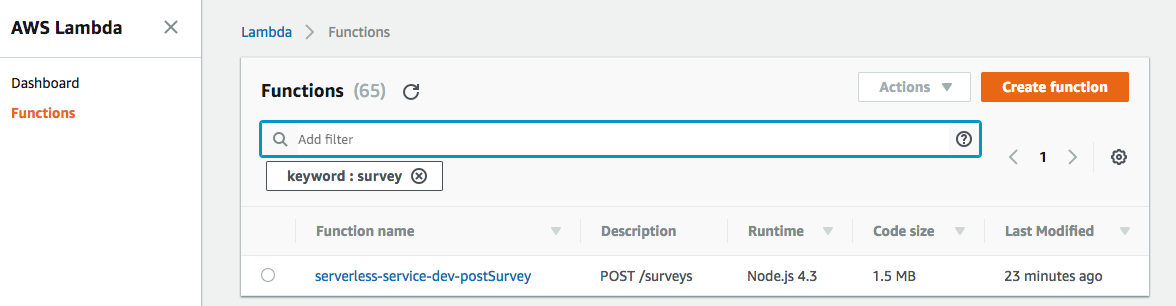 AWS Lambda
Dashboard
Functions
Lambda > Functions
Functions (65)
Actions
Create function
Add filter
1
keyword : survey
Function name Description Runtime Code size Last Modified
serverless-service-dev-postSurvey POST /surveys Node.js 4.3 1.5 MB 23 minutes ago